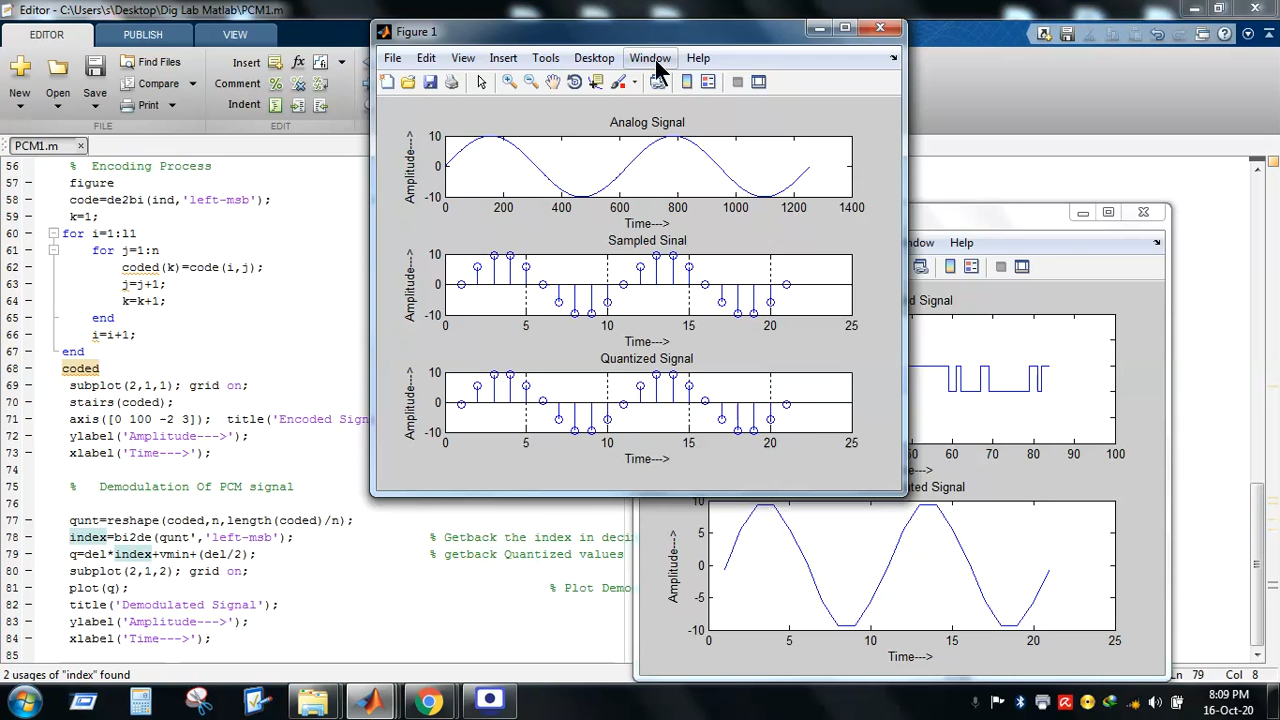 Editor - C:\Users\s\Desktop\Dig Lab Matlab\PCM1.m
EDITOR PUBLISH VIEW
New Open Save Find Files Compare Print
FILE
Insert Comment Indent
EDIT
PCM1.m
56 % Encoding Process
57 figure
58 code=de2bi(ind,'left-msb');
59 k=1;
60 for i=1:l1
61 for j=1:n
62 coded(k)=code(i,j);
63 j=j+1;
64 k=k+1;
65 end
66 i=i+1;
67 end
68 coded
69 subplot(2,1,1); grid on;
70 stairs(coded);
71 axis([0 100 -2 3]); title('Encoded Sign
72 ylabel('Amplitude--->');
73 xlabel('Time--->');
74
75 % Demodulation Of PCM signal
76
77 qunt=reshape(coded,n,length(coded)/n);
78 index=bi2de(qunt','left-msb'); % Getback the index in deci
79 q=del*index+vmin+(del/2); % getback Quantized values
80 subplot(2,1,2); grid on;
81 plot(q); % Plot Demo
82 title('Demodulated Signal');
83 ylabel('Amplitude--->');
84 xlabel('Time--->');
85
2 usages of "index" found
Ln 79 Col 8
Figure 1
File Edit View Insert Tools Desktop Window Help
Analog Signal
Amplitude--->
10
0
-10
0 200 400 600 800 1000 1200 1400
Time--->
Sampled Sinal
Amplitude--->
10
0
-10
0 5 10 15 20 25
Time--->
Quantized Signal
Amplitude--->
10
0
-10
0 5 10 15 20 25
Time--->
ndow Help
ed Signal
50 60 70 80 90 100
--->
ated Signal
Amplitude--->
10
5
0
-5
-10
0 5 10 15 20 25
Time--->
8:09 PM
16-Oct-20